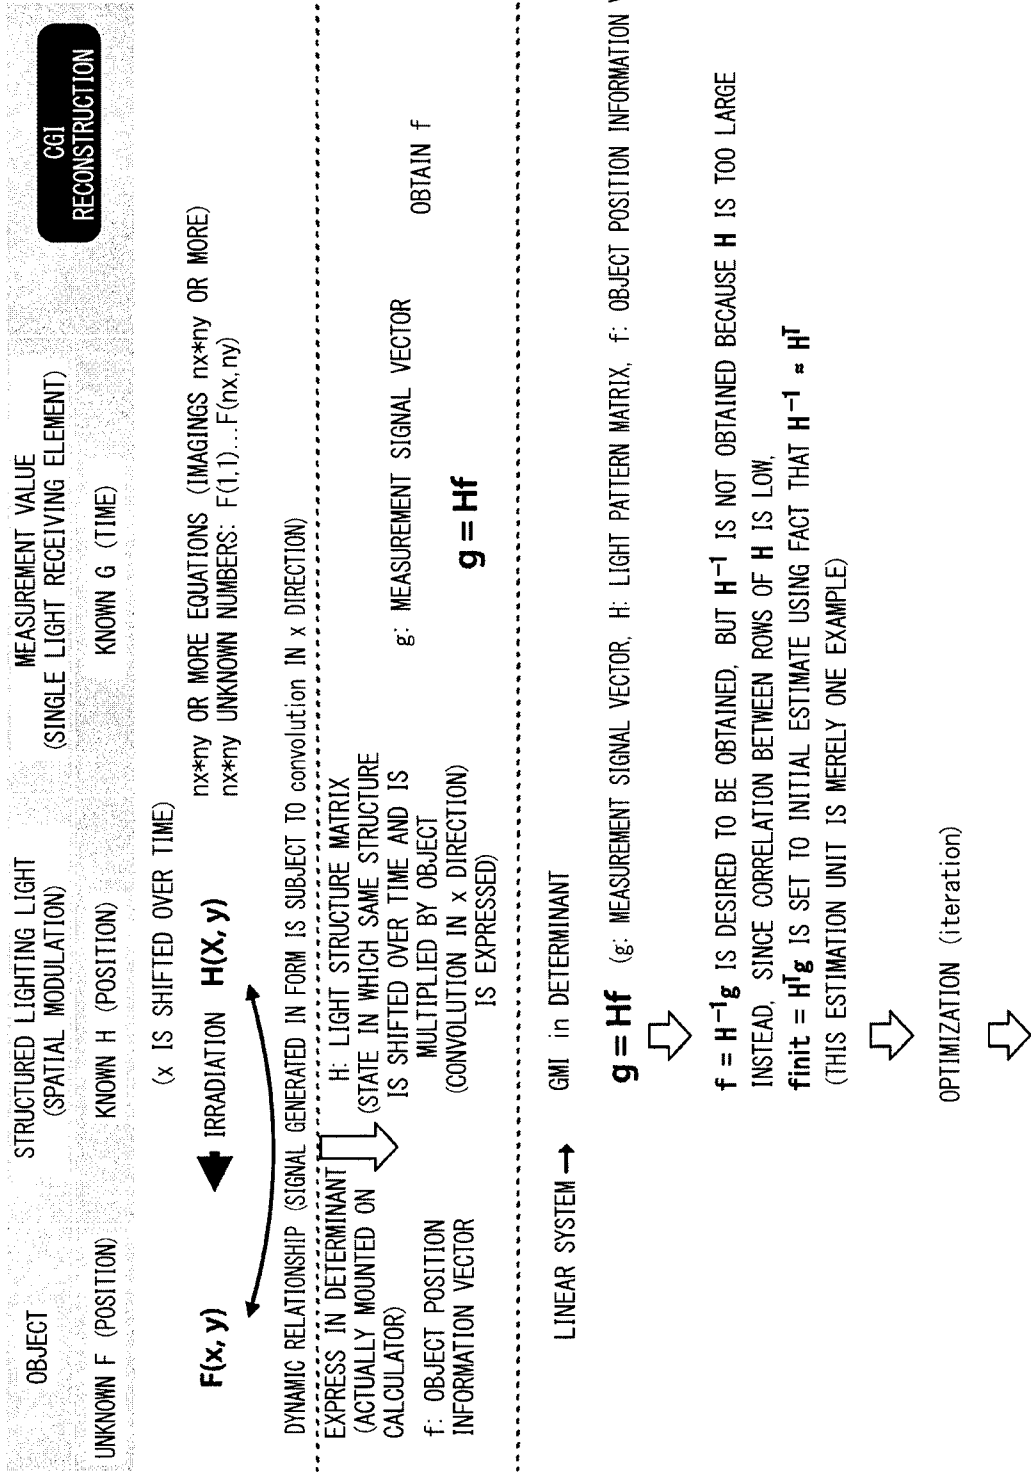 OBJECT
STRUCTURED LIGHTING LIGHT
(SPATIAL MODULATION)
MEASUREMENT VALUE
(SINGLE LIGHT RECEIVING ELEMENT)
CGI
RECONSTRUCTION
UNKNOWN F (POSITION)
KNOWN H (POSITION)
KNOWN G (TIME)
(x IS SHIFTED OVER TIME)
F(x, y)
IRRADIATION
H(X, y)
nx*ny OR MORE EQUATIONS (IMAGINGS nx*ny OR MORE)
nx*ny UNKNOWN NUMBERS: F(1,1)...F(nx,ny)
DYNAMIC RELATIONSHIP (SIGNAL GENERATED IN FORM IS SUBJECT TO convolution IN x DIRECTION)
EXPRESS IN DETERMINANT
(ACTUALLY MOUNTED ON
CALCULATOR)
f: OBJECT POSITION
INFORMATION VECTOR
H: LIGHT STRUCTURE MATRIX
(STATE IN WHICH SAME STRUCTURE
IS SHIFTED OVER TIME AND IS
MULTIPLIED BY OBJECT
(CONVOLUTION IN x DIRECTION)
IS EXPRESSED)
g: MEASUREMENT SIGNAL VECTOR
g = Hf
OBTAIN f
LINEAR SYSTEM →
GMI in DETERMINANT
g = Hf (g: MEASUREMENT SIGNAL VECTOR, H: LIGHT PATTERN MATRIX, f: OBJECT POSITION INFORMATION
f = H⁻¹g IS DESIRED TO BE OBTAINED, BUT H⁻¹ IS NOT OBTAINED BECAUSE H IS TOO LARGE
INSTEAD, SINCE CORRELATION BETWEEN ROWS OF H IS LOW,
finit = Hᵀg IS SET TO INITIAL ESTIMATE USING FACT THAT H⁻¹ ≈ Hᵀ
(THIS ESTIMATION UNIT IS MERELY ONE EXAMPLE)
OPTIMIZATION (iteration)